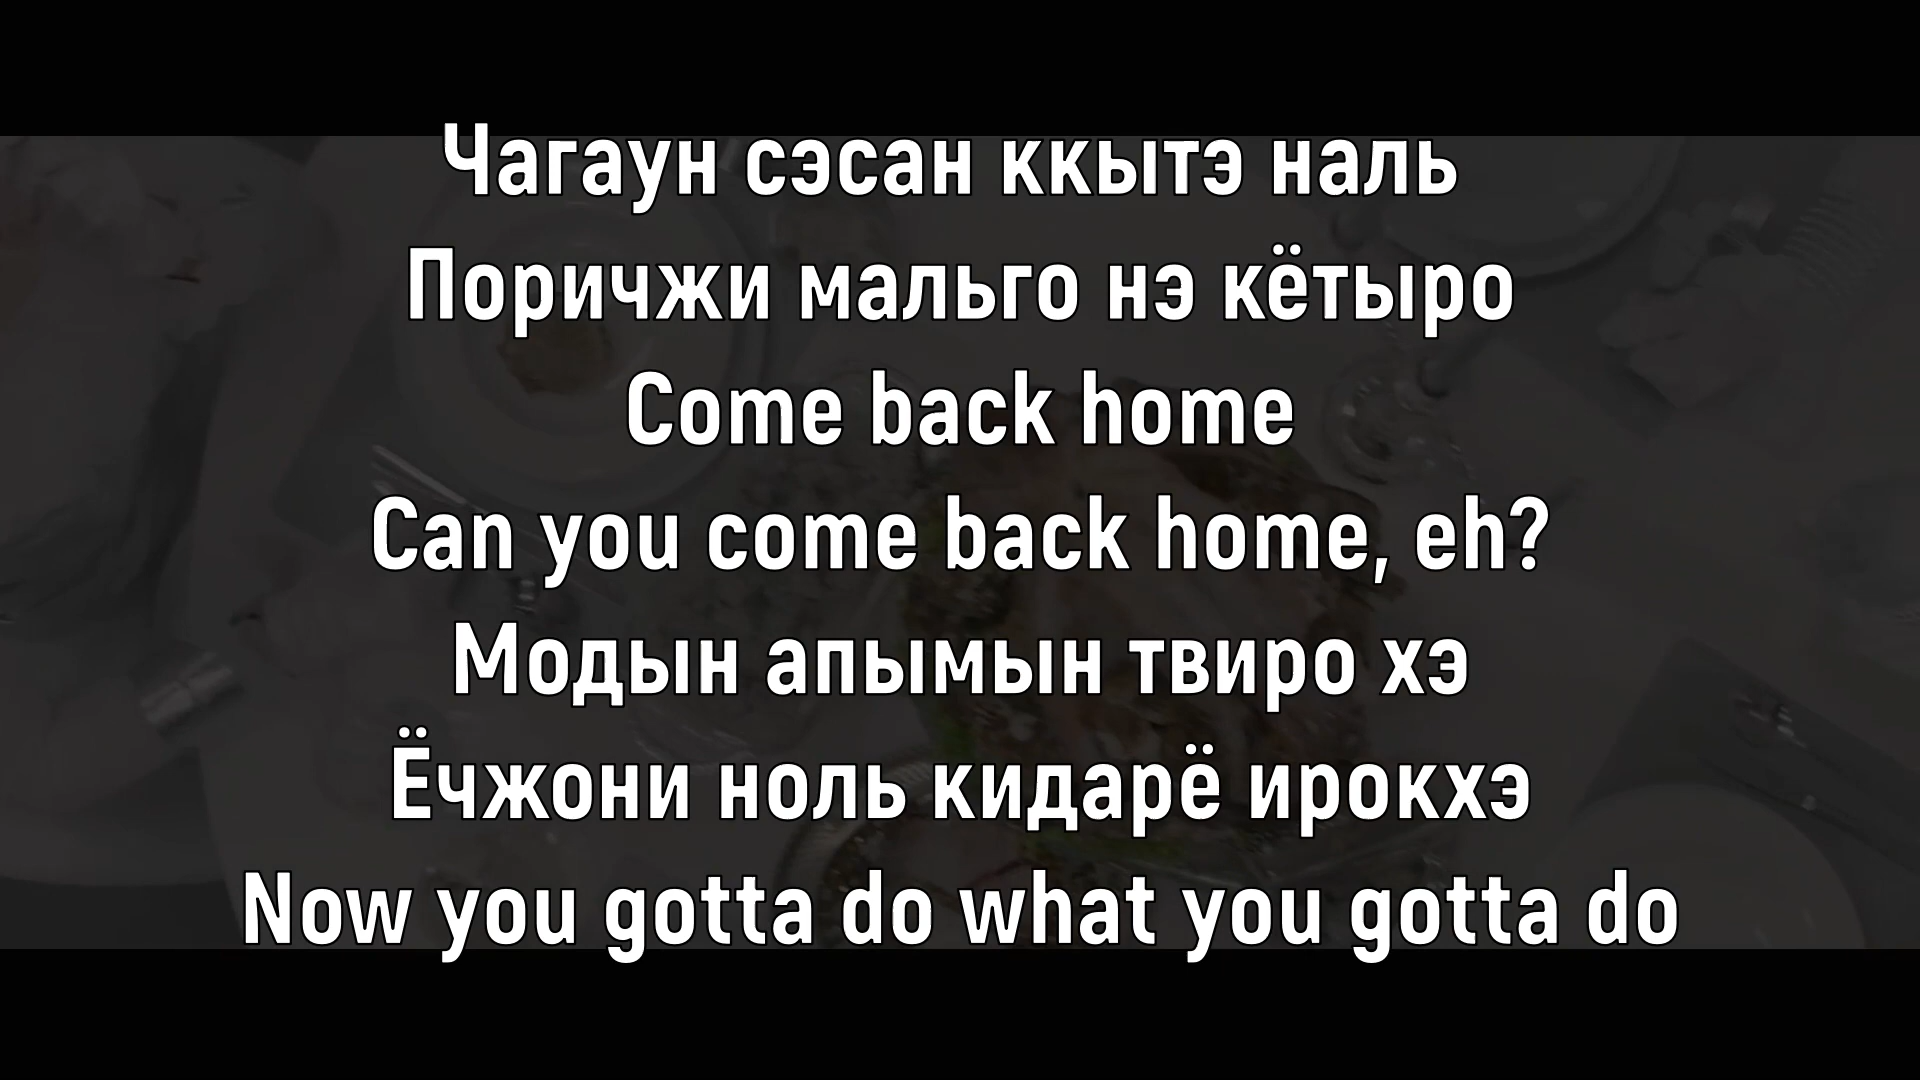 Чагаун сэсан ккытэ наль
Поричжи мальго нэ кётыро
Come back home
Can you come back home, eh?
Модын апымын твиро хэ
Ёчжони ноль кидарё ирокхэ
Now you gotta do what you gotta do